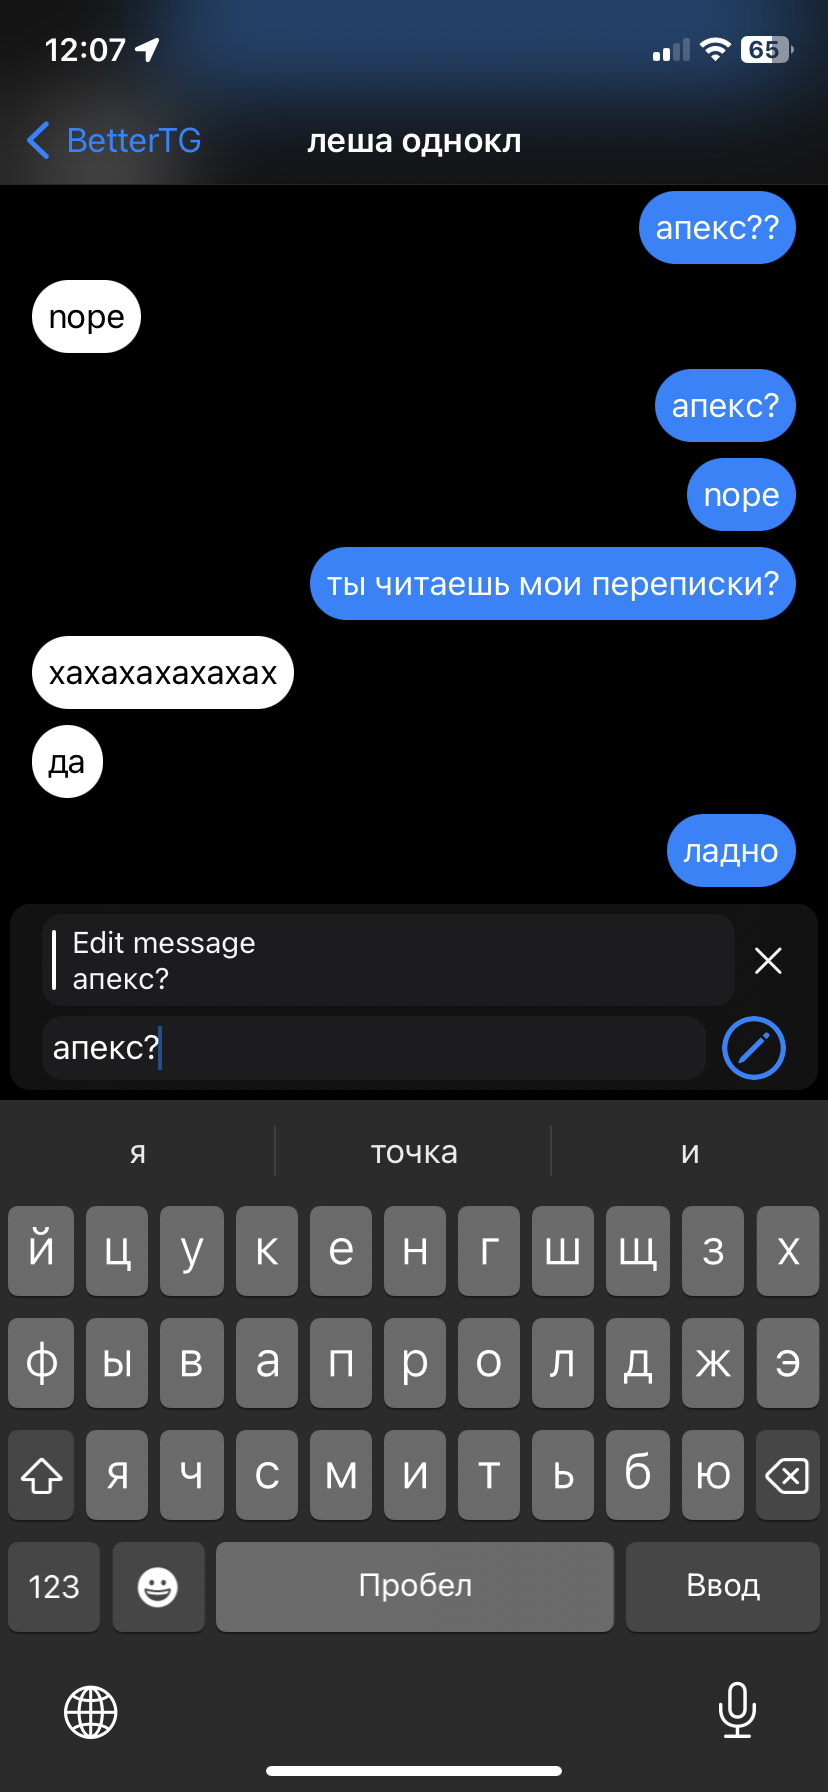 12:07
65
BetterTG
леша однокл
апекс??
nope
апекс?
nope
ты читаешь мои переписки?
хахахахахахах
да
ладно
Edit message
апекс?
апекс?
я точка и
й ц у к е н г ш щ з х
ф ы в а п р о л д ж э
я ч с м и т ь б ю
123 Пробел Ввод